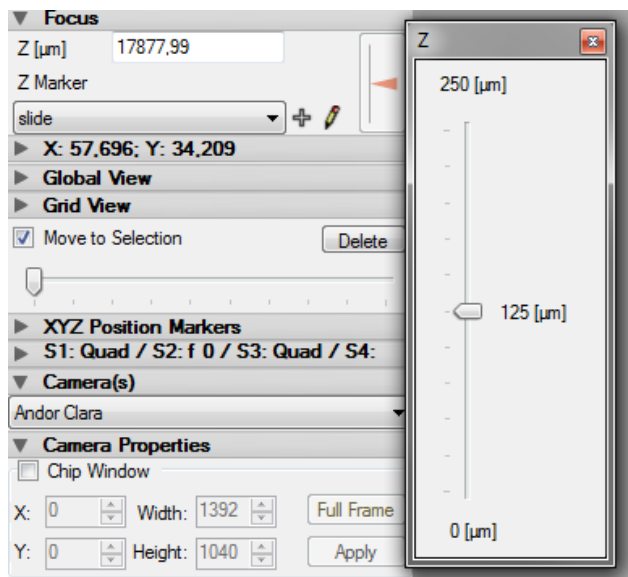 Focus
Z [µm] 17877,99
Z Marker
slide
X: 57,696; Y: 34,209
Global View
Grid View
Move to Selection Delete
XYZ Position Markers
S1: Quad / S2: f 0 / S3: Quad / S4:
Camera(s)
Andor Clara
Camera Properties
Chip Window
X: 0 Width: 1392 Full Frame
Y: 0 Height: 1040 Apply
Z
250 [µm]
125 [µm]
0 [µm]